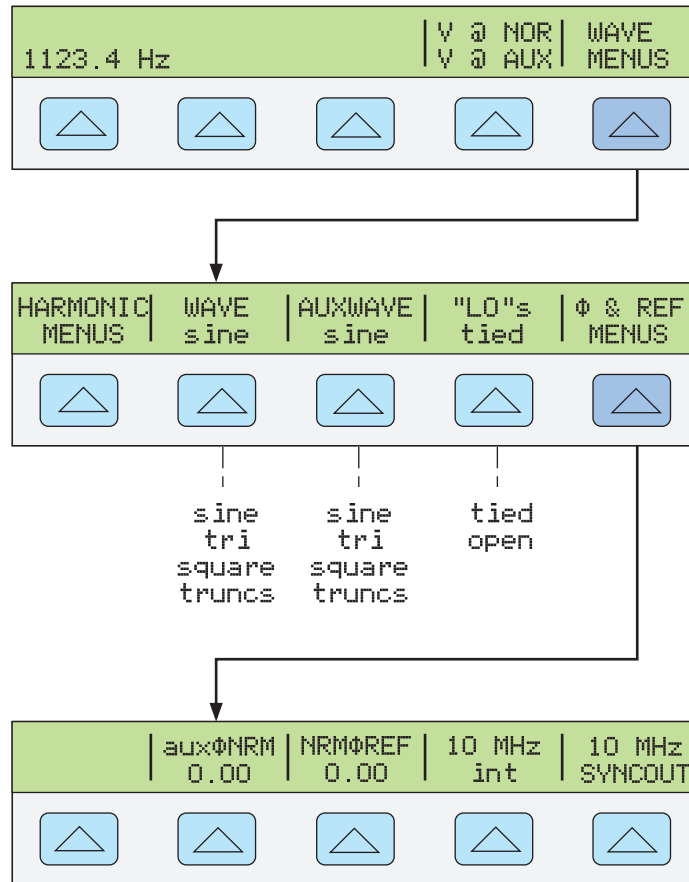 V @ NOR WAVE
1123.4 Hz V @ AUX MENUS
HARMONIC WAVE AUXWAVE "LO"s Φ & REF
MENUS sine sine tied MENUS
sine sine tied
tri tri open
square square
truncs truncs
auxΦNRM NRMΦREF 10 MHz 10 MHz
0.00 0.00 int SYNCOUT